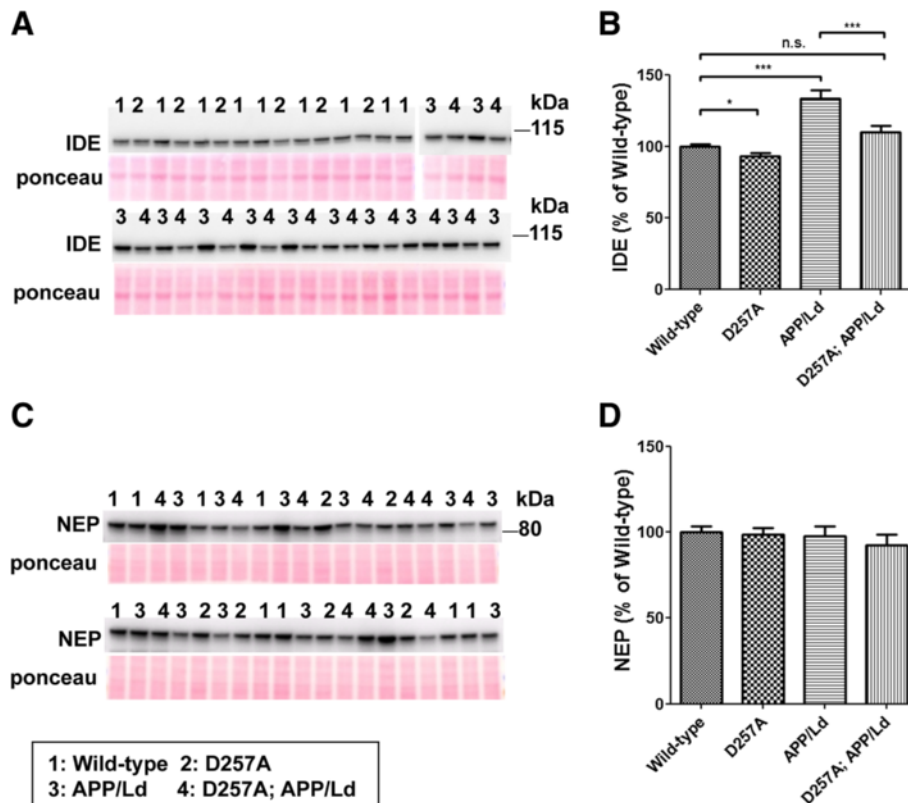 A
1 2 1 2 1 2 1 1 2 1 2 1 2 1 1 3 4 3 4 kDa
IDE 115
ponceau
3 4 3 4 3 4 3 4 3 4 3 4 3 4 3 4 3 4 3 kDa
IDE 115
ponceau
B
***
n.s.
***
*
IDE (% of Wild-type)
150
100
50
0
Wild-type
D257A
APP/Ld
D257A; APP/Ld
C
1 1 4 3 1 3 4 1 3 4 2 3 4 2 4 4 3 4 3 kDa
NEP 80
ponceau
1 3 4 3 2 3 2 1 1 3 2 4 4 3 2 4 1 1 3
NEP
ponceau
1: Wild-type 2: D257A
3: APP/Ld 4: D257A; APP/Ld
D
NEP (% of Wild-type)
150
100
50
0
Wild-type
D257A
APP/Ld
D257A; APP/Ld